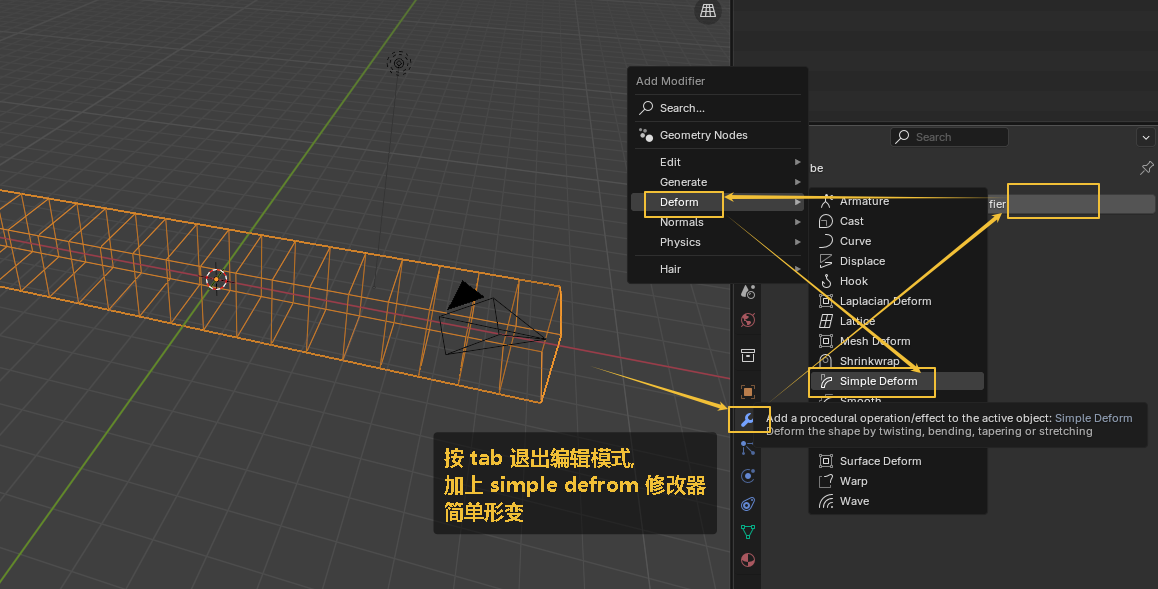 Add Modifier
Search...
Geometry Nodes
Edit
Generate
Deform
Normals
Physics
Hair
Search
be
fier
Armature
Cast
Curve
Displace
Hook
Laplacian Deform
Lattice
Mesh Deform
Shrinkwrap
Simple Deform
Smooth
Add a procedural operation/effect to the active object: Simple Deform
Deform the shape by twisting, bending, tapering or stretching
Surface Deform
Warp
Wave
按 tab 退出编辑模式,
加上 simple defrom 修改器
简单形变